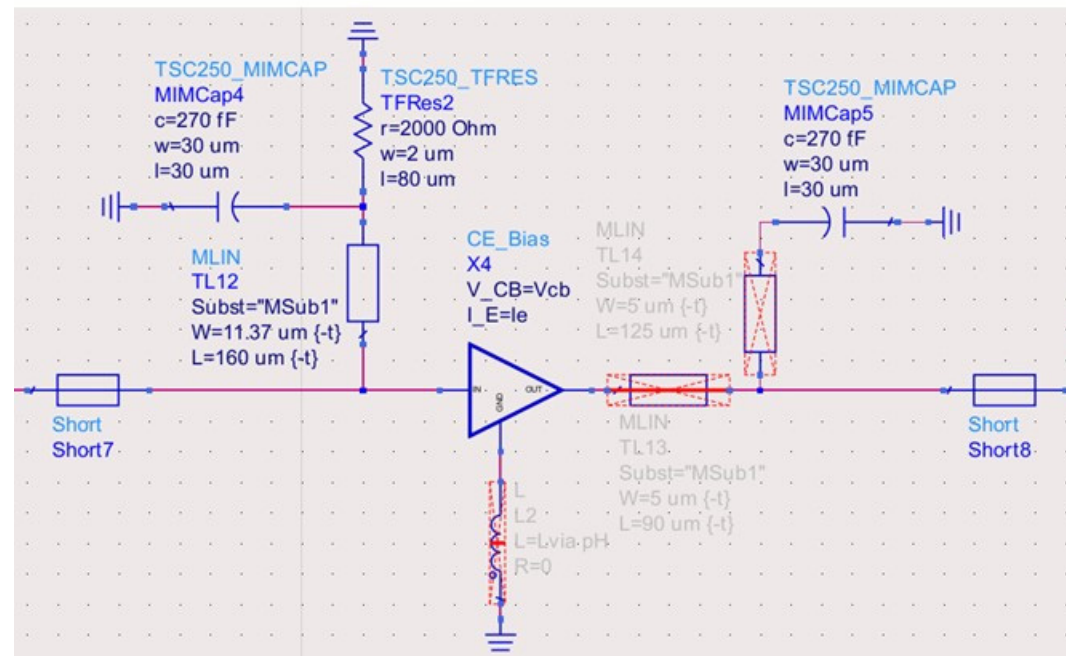 TSC250_MIMCAP
MIMCap4
c=270 fF
w=30 um
l=30 um
TSC250_TFRES
TFRes2
r=2000 Ohm
w=2 um
l=80 um
TSC250_MIMCAP
MIMCap5
c=270 fF
w=30 um
l=30 um
MLIN
TL12
Subst="MSub1"
W=11.37 um {-t}
L=160 um {-t}
CE_Bias
X4
V_CB=Vcb
I_E=Ie
MLIN
TL14
Subst="MSub1"
W=5 um {-t}
L=125 um {-t}
IN
GND
OUT
Short
Short7
MLIN
TL13
Subst="MSub1"
W=5 um {-t}
L=90 um {-t}
Short
Short8
L
L2
L=Lvia pH
R=0